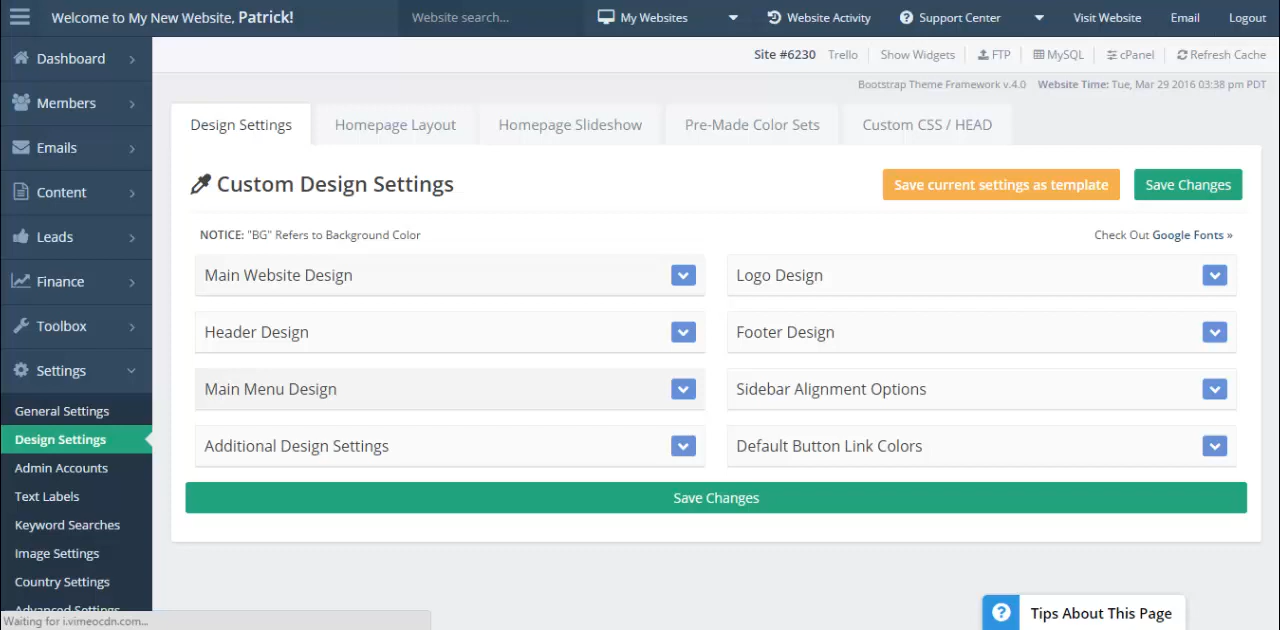 Welcome to My New Website, Patrick!
Website search...
My Websites
Website Activity
Support Center
Visit Website
Email
Logout
Dashboard
Members
Emails
Content
Leads
Finance
Toolbox
Settings
General Settings
Design Settings
Admin Accounts
Text Labels
Keyword Searches
Image Settings
Country Settings
Advanced Settings
Waiting for i.vimeocdn.com...
Site #6230
Trello
Show Widgets
FTP
MySQL
cPanel
Refresh Cache
Bootstrap Theme Framework v.4.0 Website Time: Tue, Mar 29 2016 03:38 pm PDT
Design Settings
Homepage Layout
Homepage Slideshow
Pre-Made Color Sets
Custom CSS / HEAD
Custom Design Settings
Save current settings as template
Save Changes
NOTICE: "BG" Refers to Background Color
Check Out Google Fonts »
Main Website Design
Logo Design
Header Design
Footer Design
Main Menu Design
Sidebar Alignment Options
Additional Design Settings
Default Button Link Colors
Save Changes
? Tips About This Page